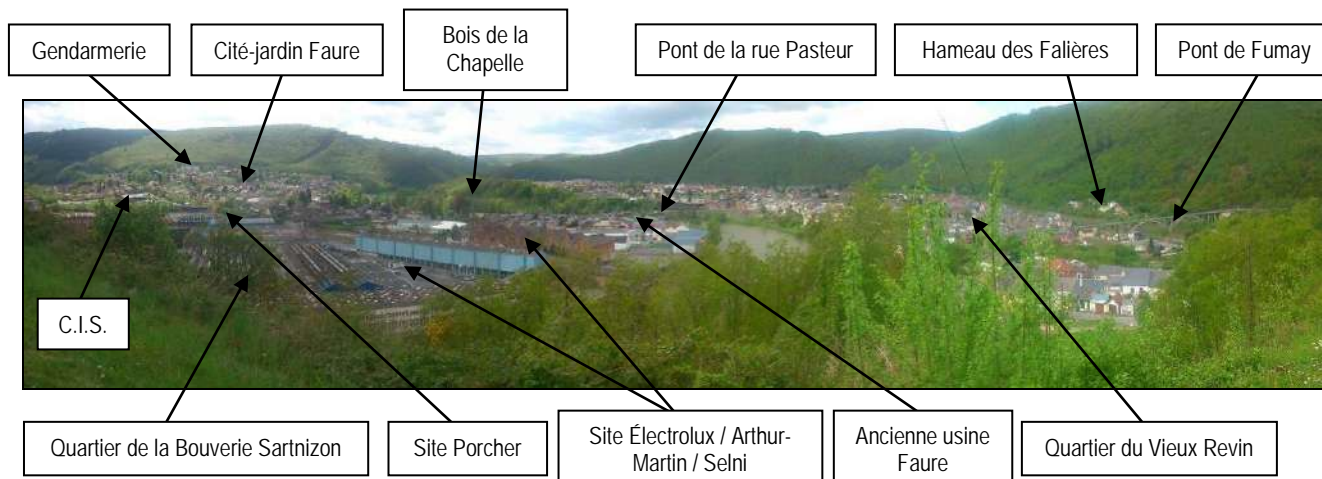 Gendarmerie
Cité-jardin Faure
Bois de la
Chapelle
Pont de la rue Pasteur
Hameau des Falières
Pont de Fumay
C.I.S.
Quartier de la Bouverie Sartnizon
Site Porcher
Site Électrolux / Arthur-
Martin / Selni
Ancienne usine
Faure
Quartier du Vieux Revin